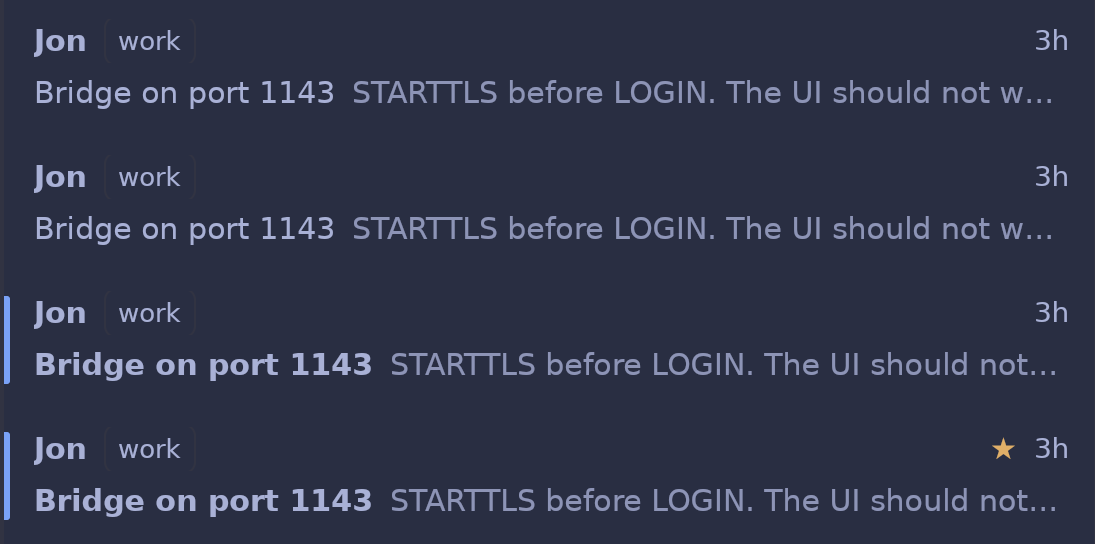 Jon work 3h
Bridge on port 1143 STARTTLS before LOGIN. The UI should not w…
Jon work 3h
Bridge on port 1143 STARTTLS before LOGIN. The UI should not w…
Jon work 3h
Bridge on port 1143 STARTTLS before LOGIN. The UI should not…
Jon work ★ 3h
Bridge on port 1143 STARTTLS before LOGIN. The UI should not…